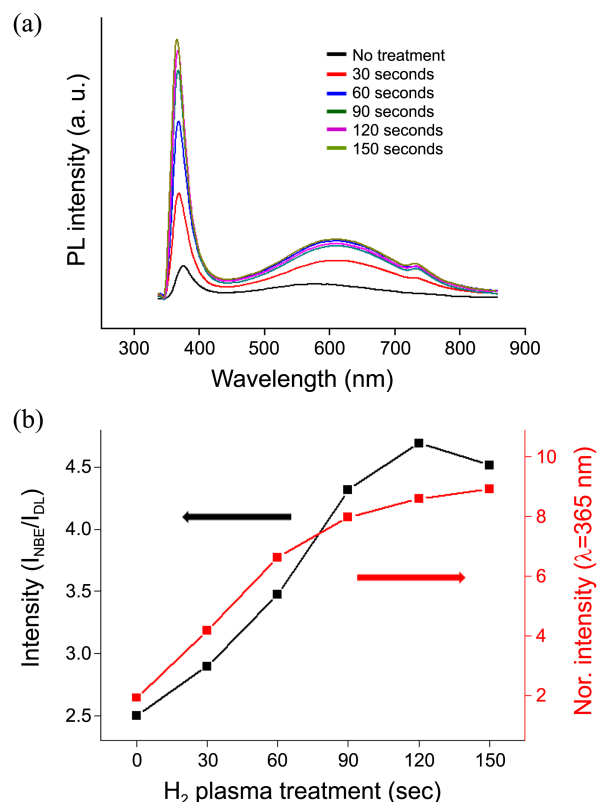 (a)
No treatment
30 seconds
60 seconds
90 seconds
120 seconds
150 seconds
PL intensity (a. u.)
300 400 500 600 700 800 900
Wavelength (nm)
(b)
Intensity (I_NBE/I_DL)
4.5
4.0
3.5
3.0
2.5
10
8
6
4
2
Nor. intensity (λ=365 nm)
0 30 60 90 120 150
H₂ plasma treatment (sec)